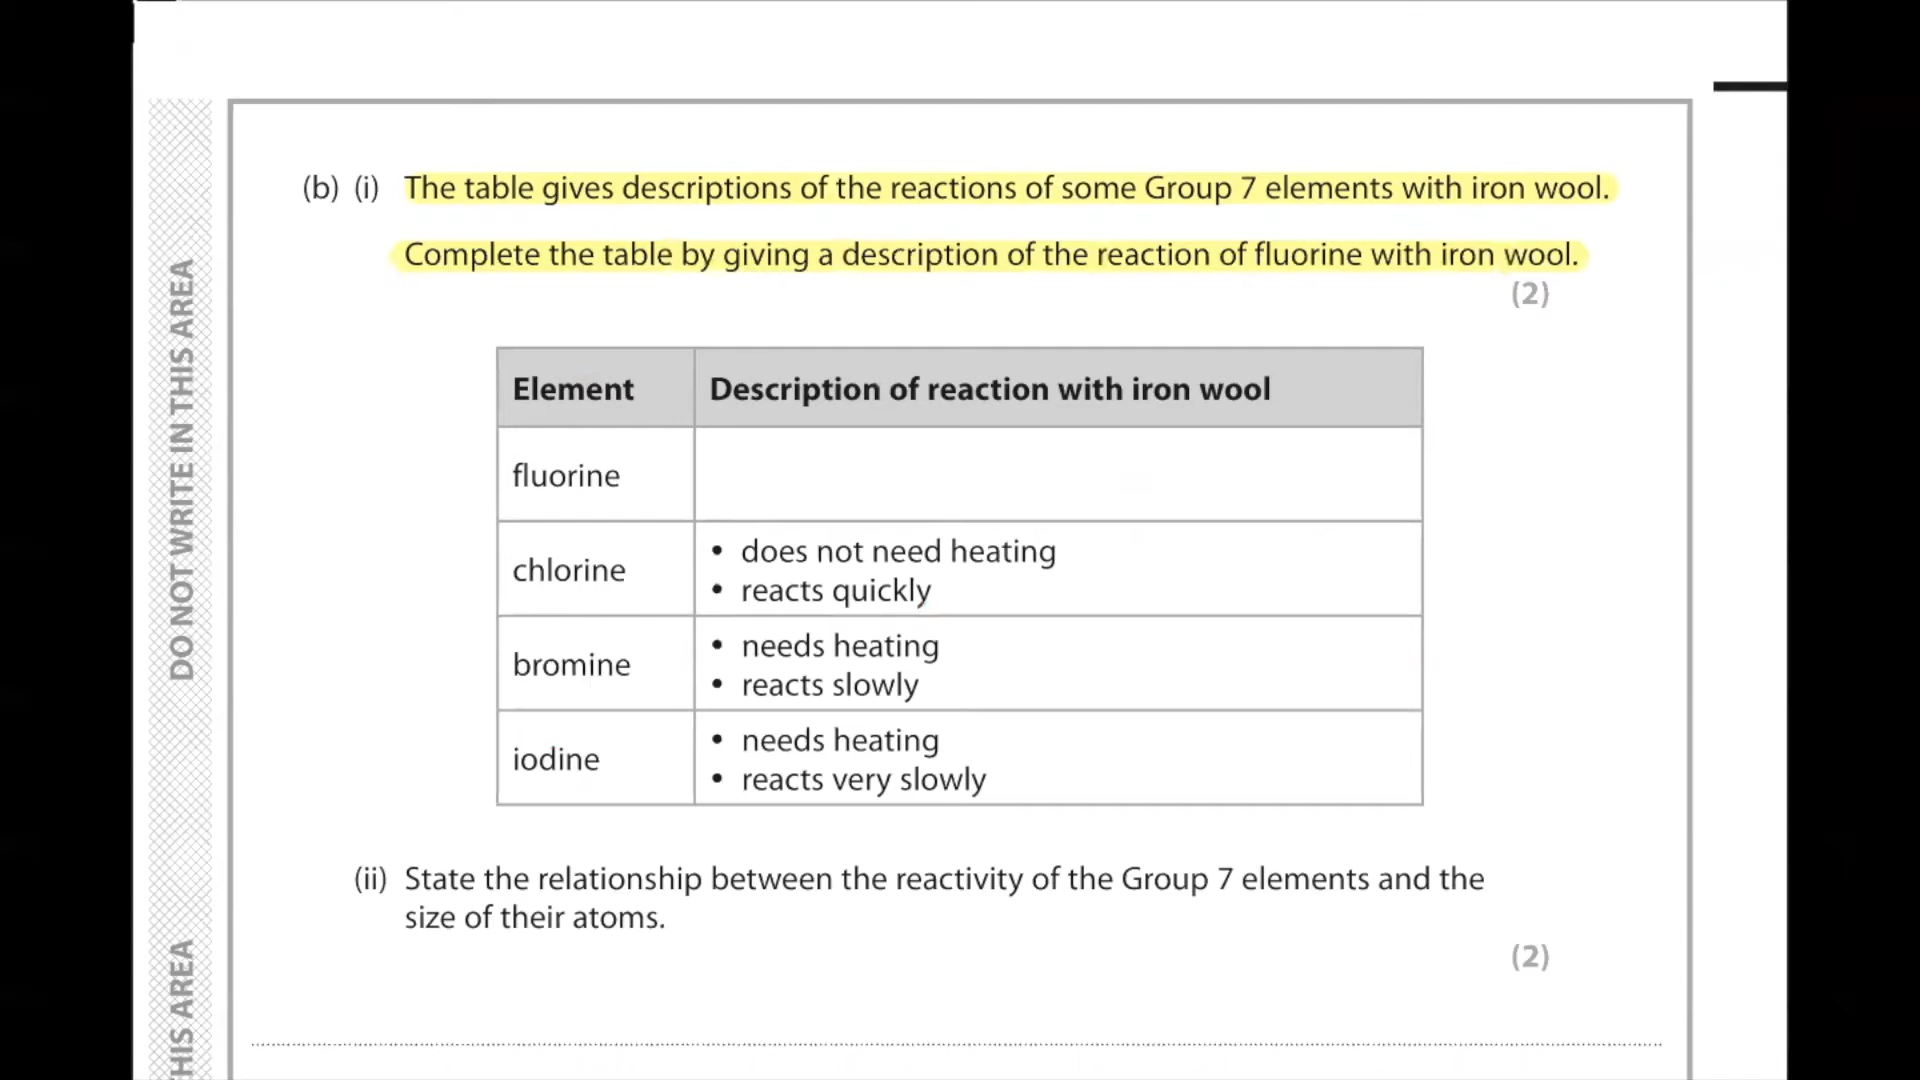 (b) (i) The table gives descriptions of the reactions of some Group 7 elements with iron wool.
Complete the table by giving a description of the reaction of fluorine with iron wool.
(2)
Element Description of reaction with iron wool
fluorine
chlorine
• does not need heating
• reacts quickly
bromine
• needs heating
• reacts slowly
iodine
• needs heating
• reacts very slowly
(ii) State the relationship between the reactivity of the Group 7 elements and the
size of their atoms.
(2)
DO NOT WRITE IN THIS AREA
THIS AREA